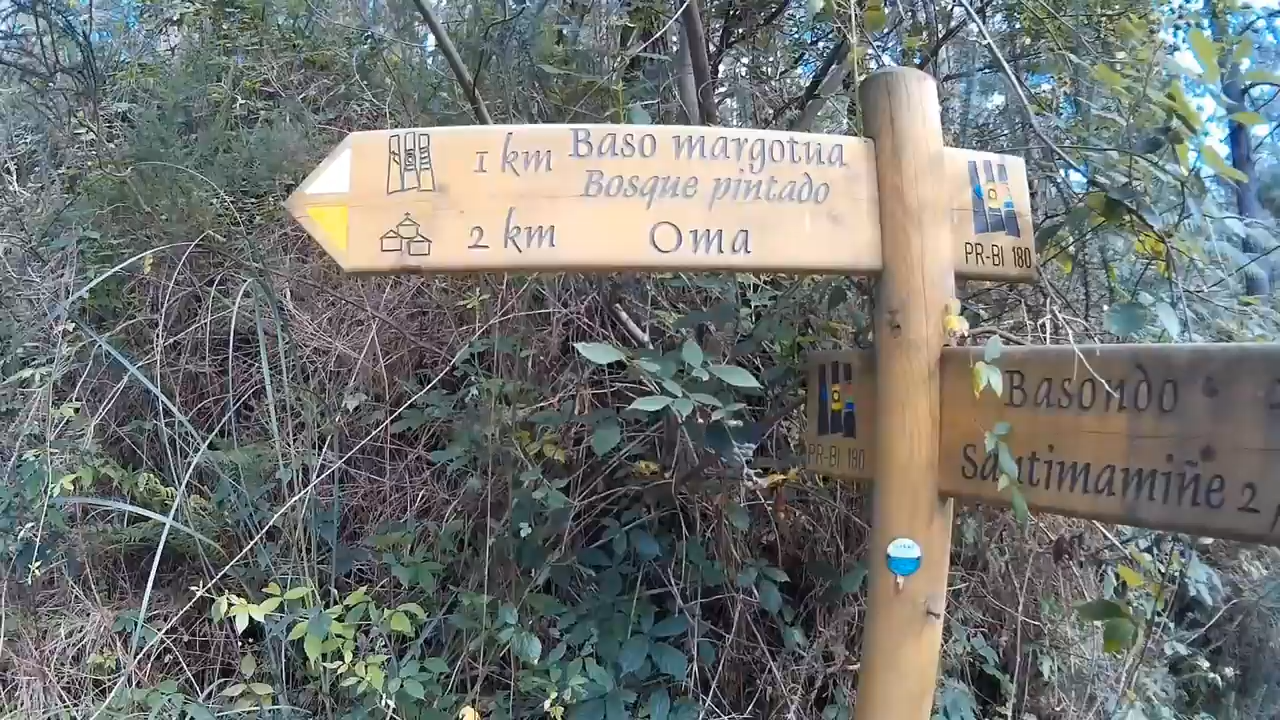 1 km Baso margotua
Bosque pintado
2 km Oma
PR-BI 180
PR-BI 180
Basondo
Santimamiñe 2